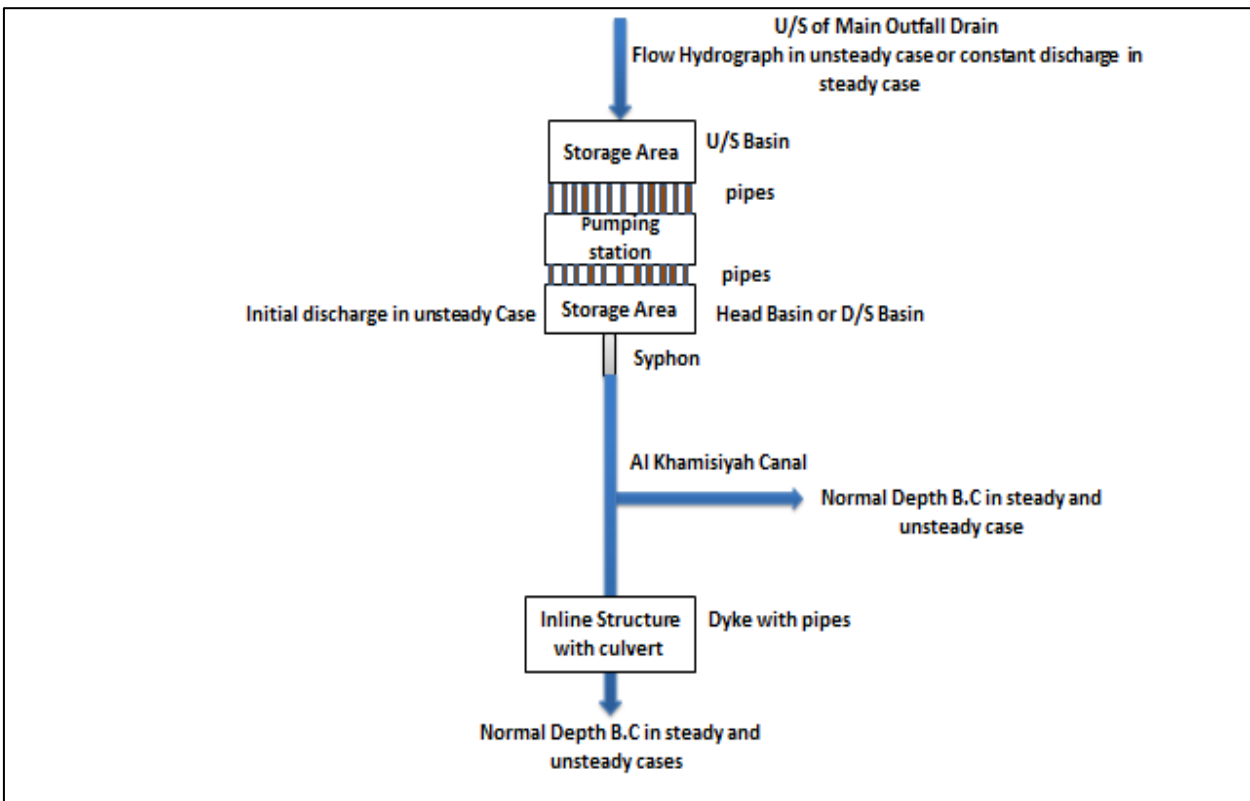 U/S of Main Outfall Drain
Flow Hydrograph in unsteady case or constant discharge in
steady case
Storage Area
U/S Basin
pipes
Pumping
station
pipes
Initial discharge in unsteady Case
Storage Area
Head Basin or D/S Basin
Syphon
Al Khamisiyah Canal
Normal Depth B.C in steady and
unsteady case
Inline Structure
with culvert
Dyke with pipes
Normal Depth B.C in steady and
unsteady cases